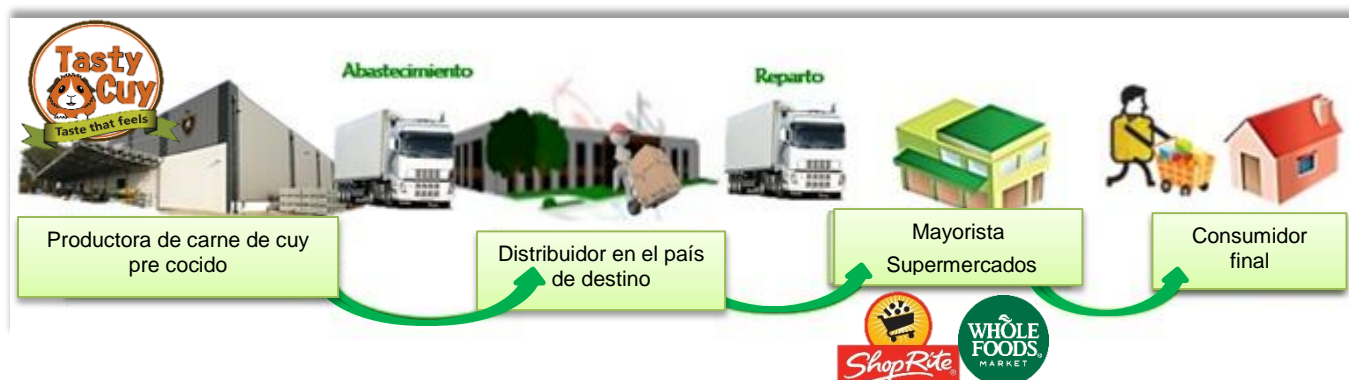 Tasty
Cuy
Taste that feels
Abastecimiento
Reparto
Productora de carne de cuy
pre cocido
Distribuidor en el país
de destino
Mayorista
Supermercados
Consumidor
final
ShopRite
WHOLE
FOODS
MARKET